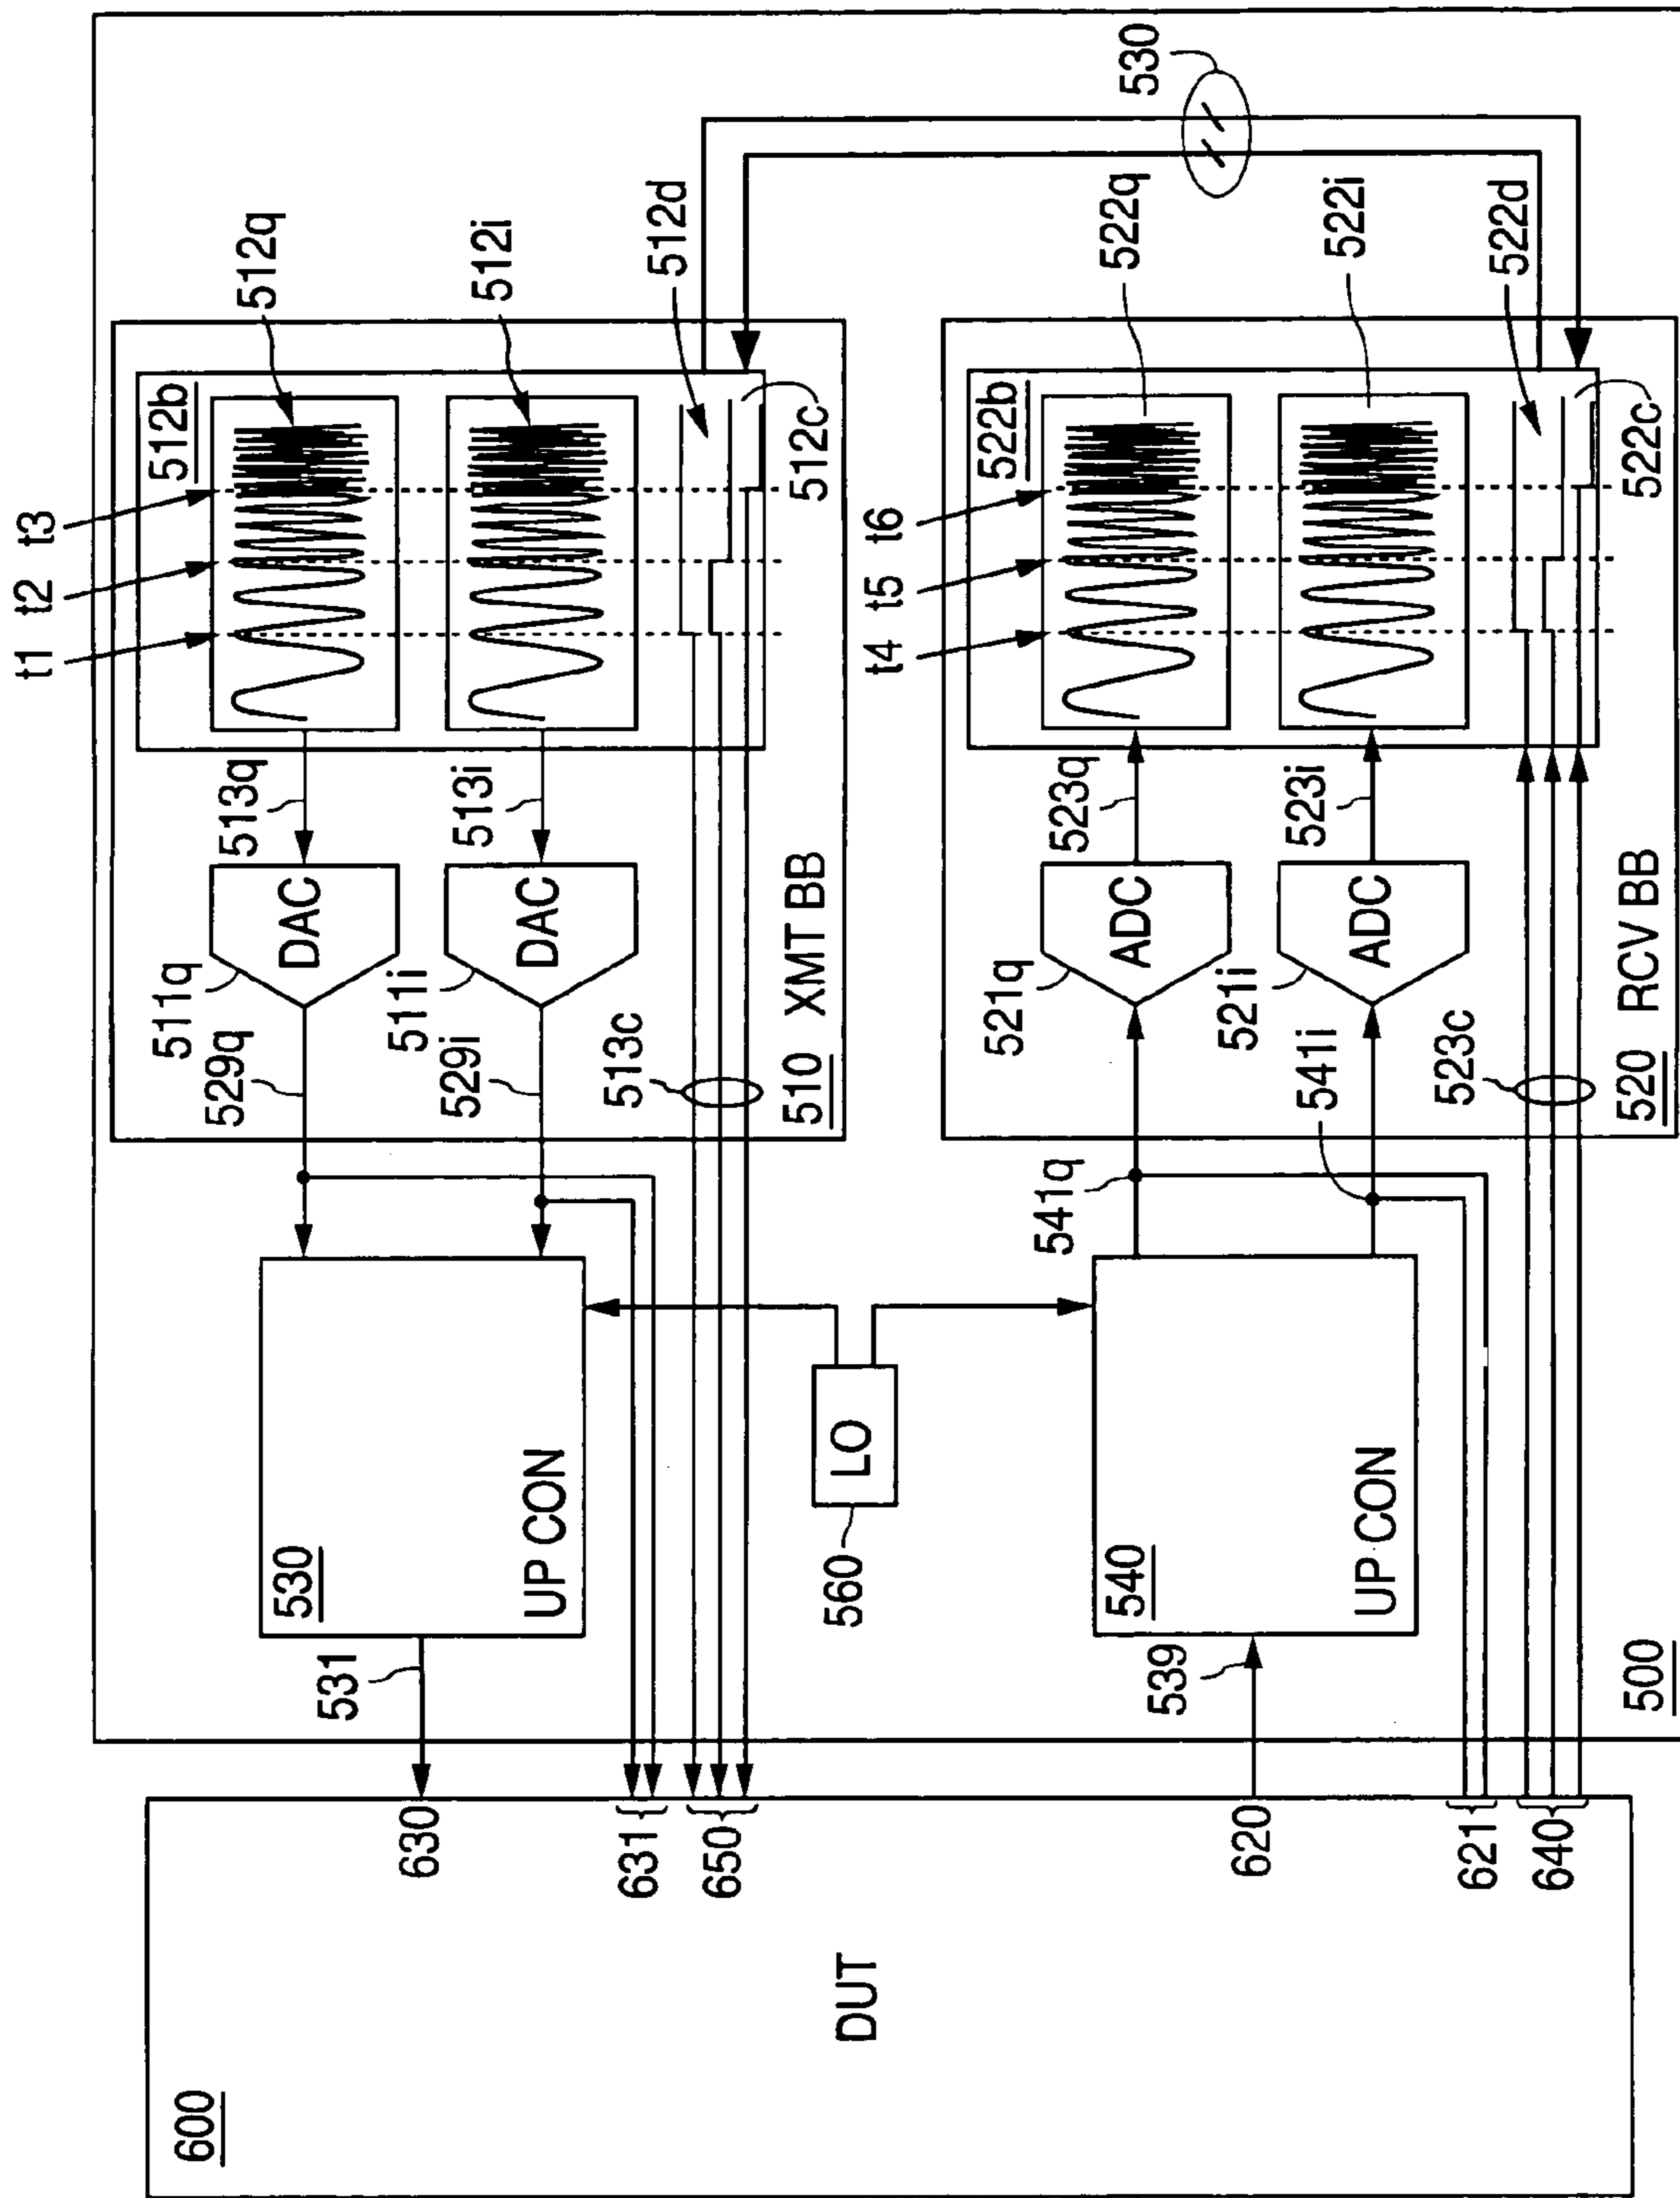 600
DUT
630
631
650
620
621
640
500
531
530
UP CON
539
540
UP CON
560
LO
529q
529i
513c
510 XMT BB
511q
DAC
511i
DAC
513q
513i
512b
t1
t2
t3
512q
512i
512d
512c
530
541q
541i
523c
520 RCV BB
521q
ADC
521i
ADC
523q
523i
522b
t4
t5
t6
522q
522i
522d
522c